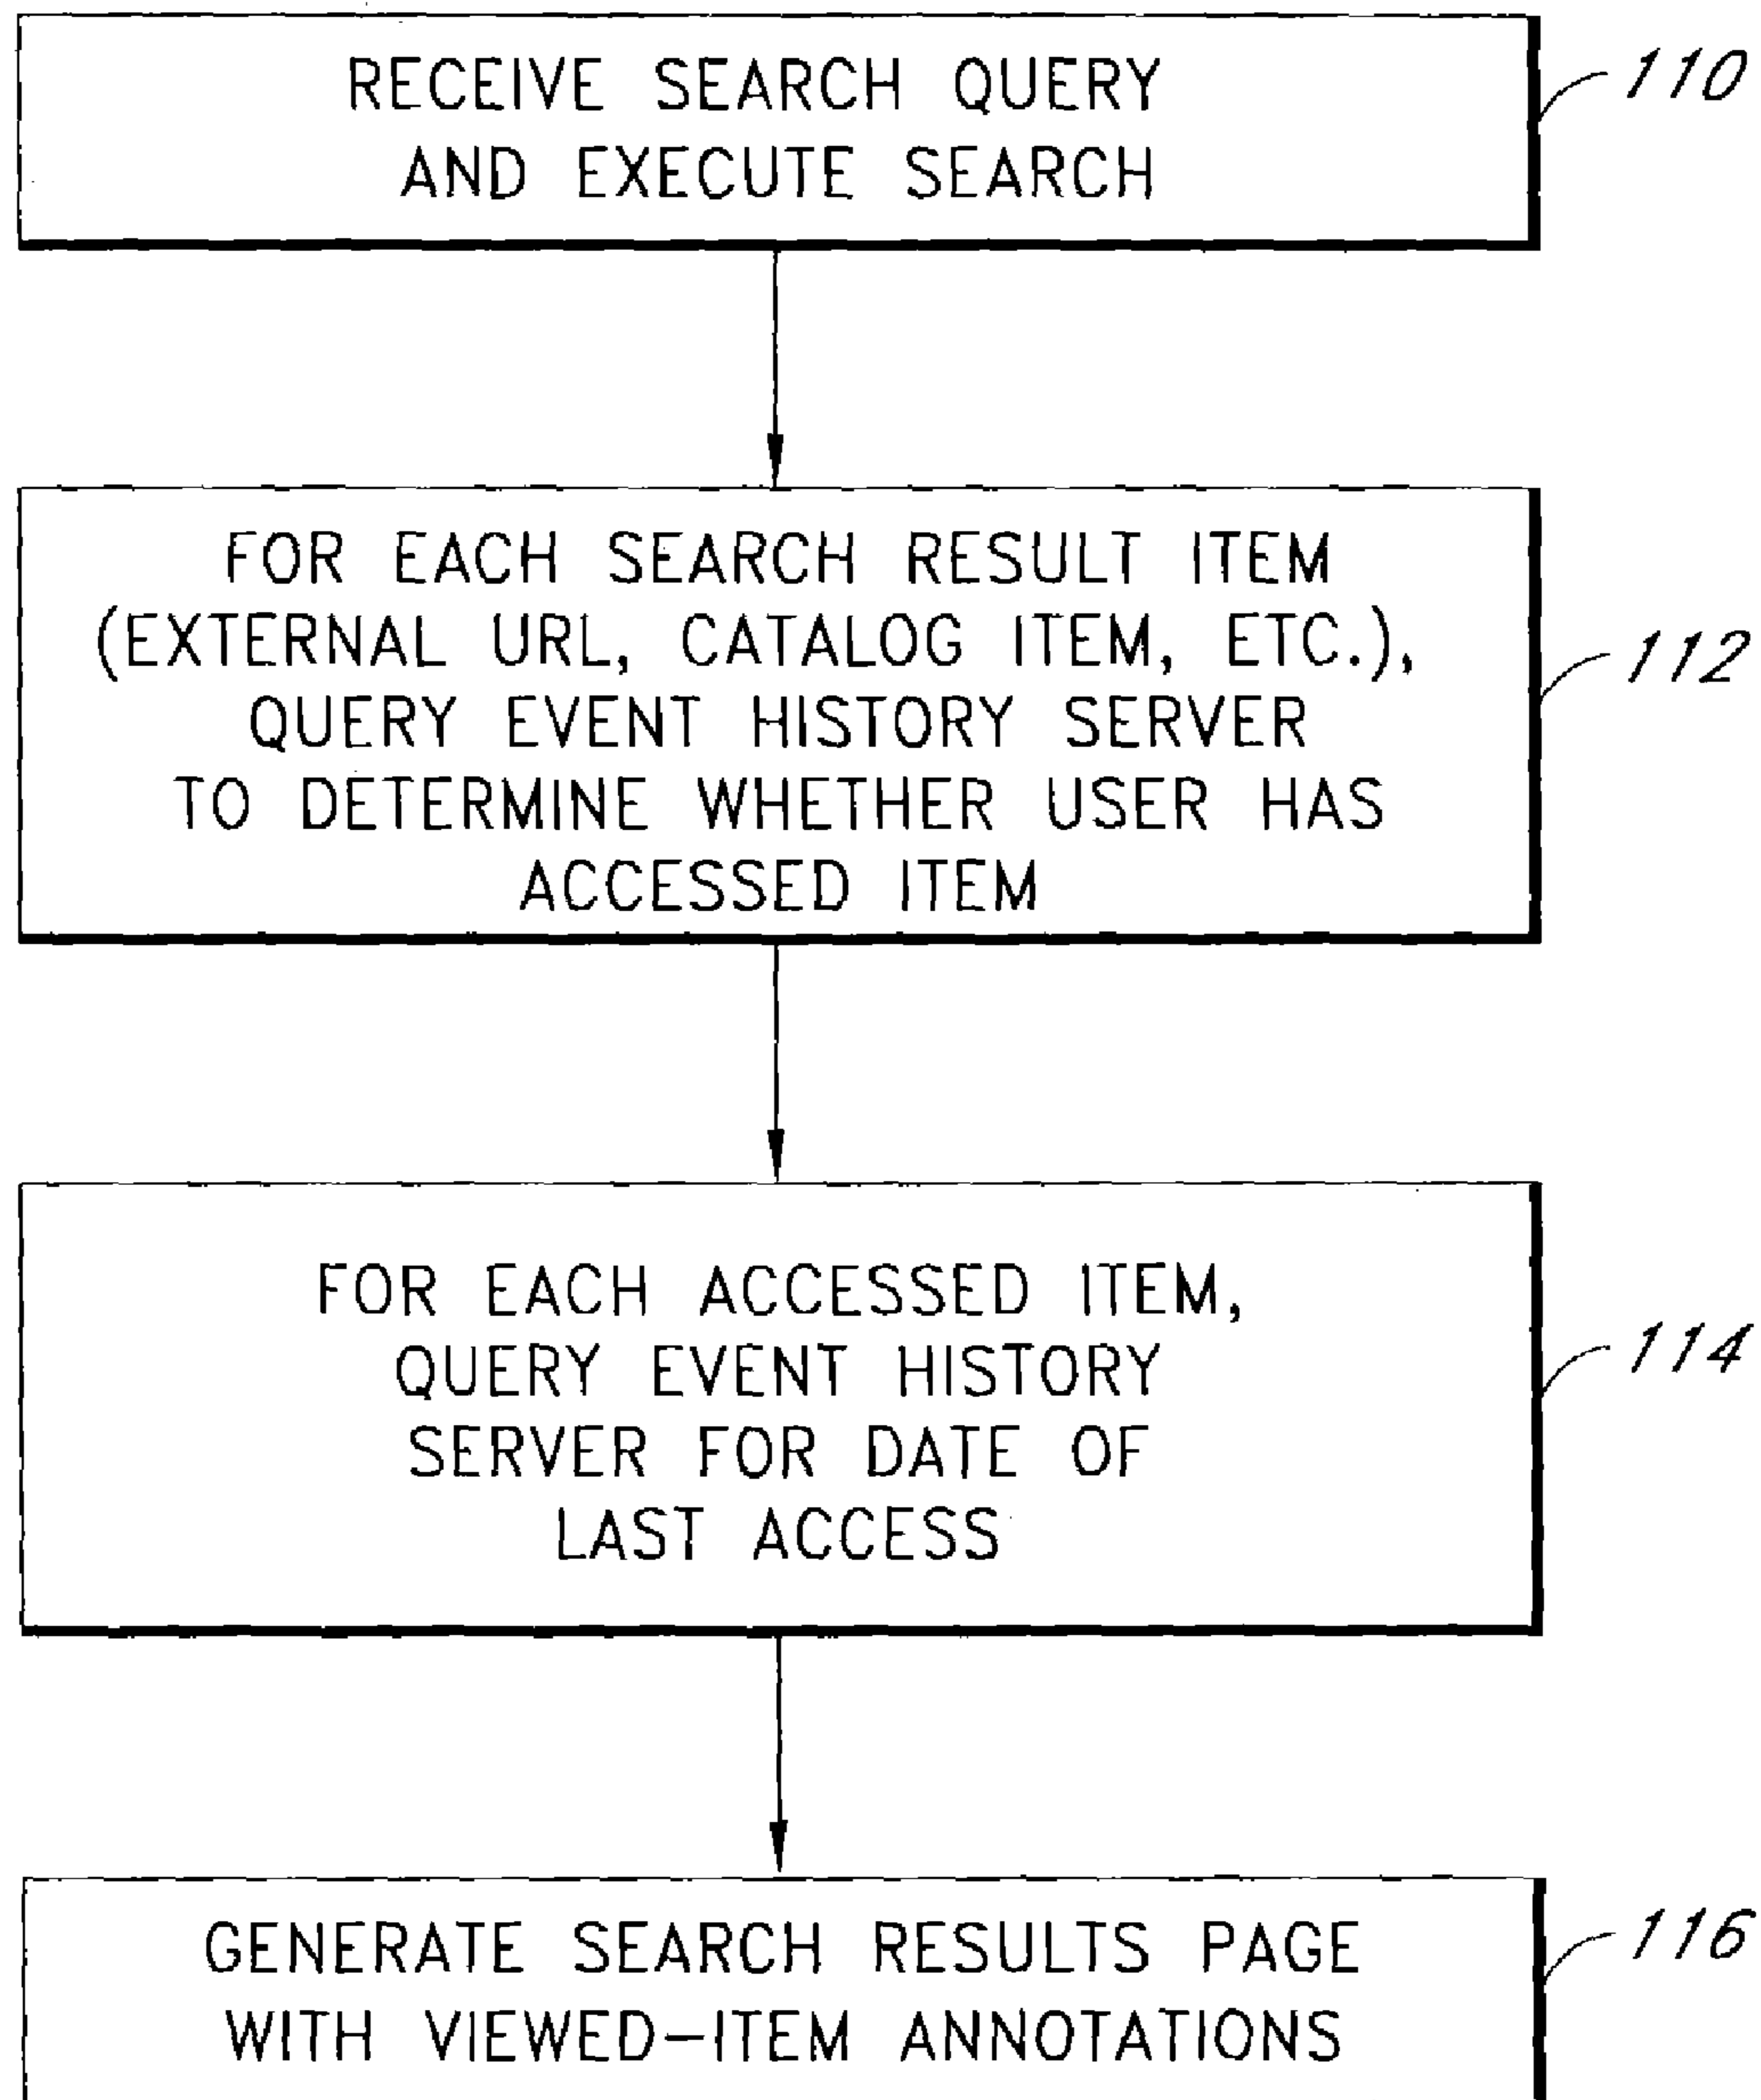 RECEIVE SEARCH QUERY
AND EXECUTE SEARCH
110
FOR EACH SEARCH RESULT ITEM
(EXTERNAL URL, CATALOG ITEM, ETC.),
QUERY EVENT HISTORY SERVER
TO DETERMINE WHETHER USER HAS
ACCESSED ITEM
112
FOR EACH ACCESSED ITEM,
QUERY EVENT HISTORY
SERVER FOR DATE OF
LAST ACCESS
114
GENERATE SEARCH RESULTS PAGE
WITH VIEWED-ITEM ANNOTATIONS
116